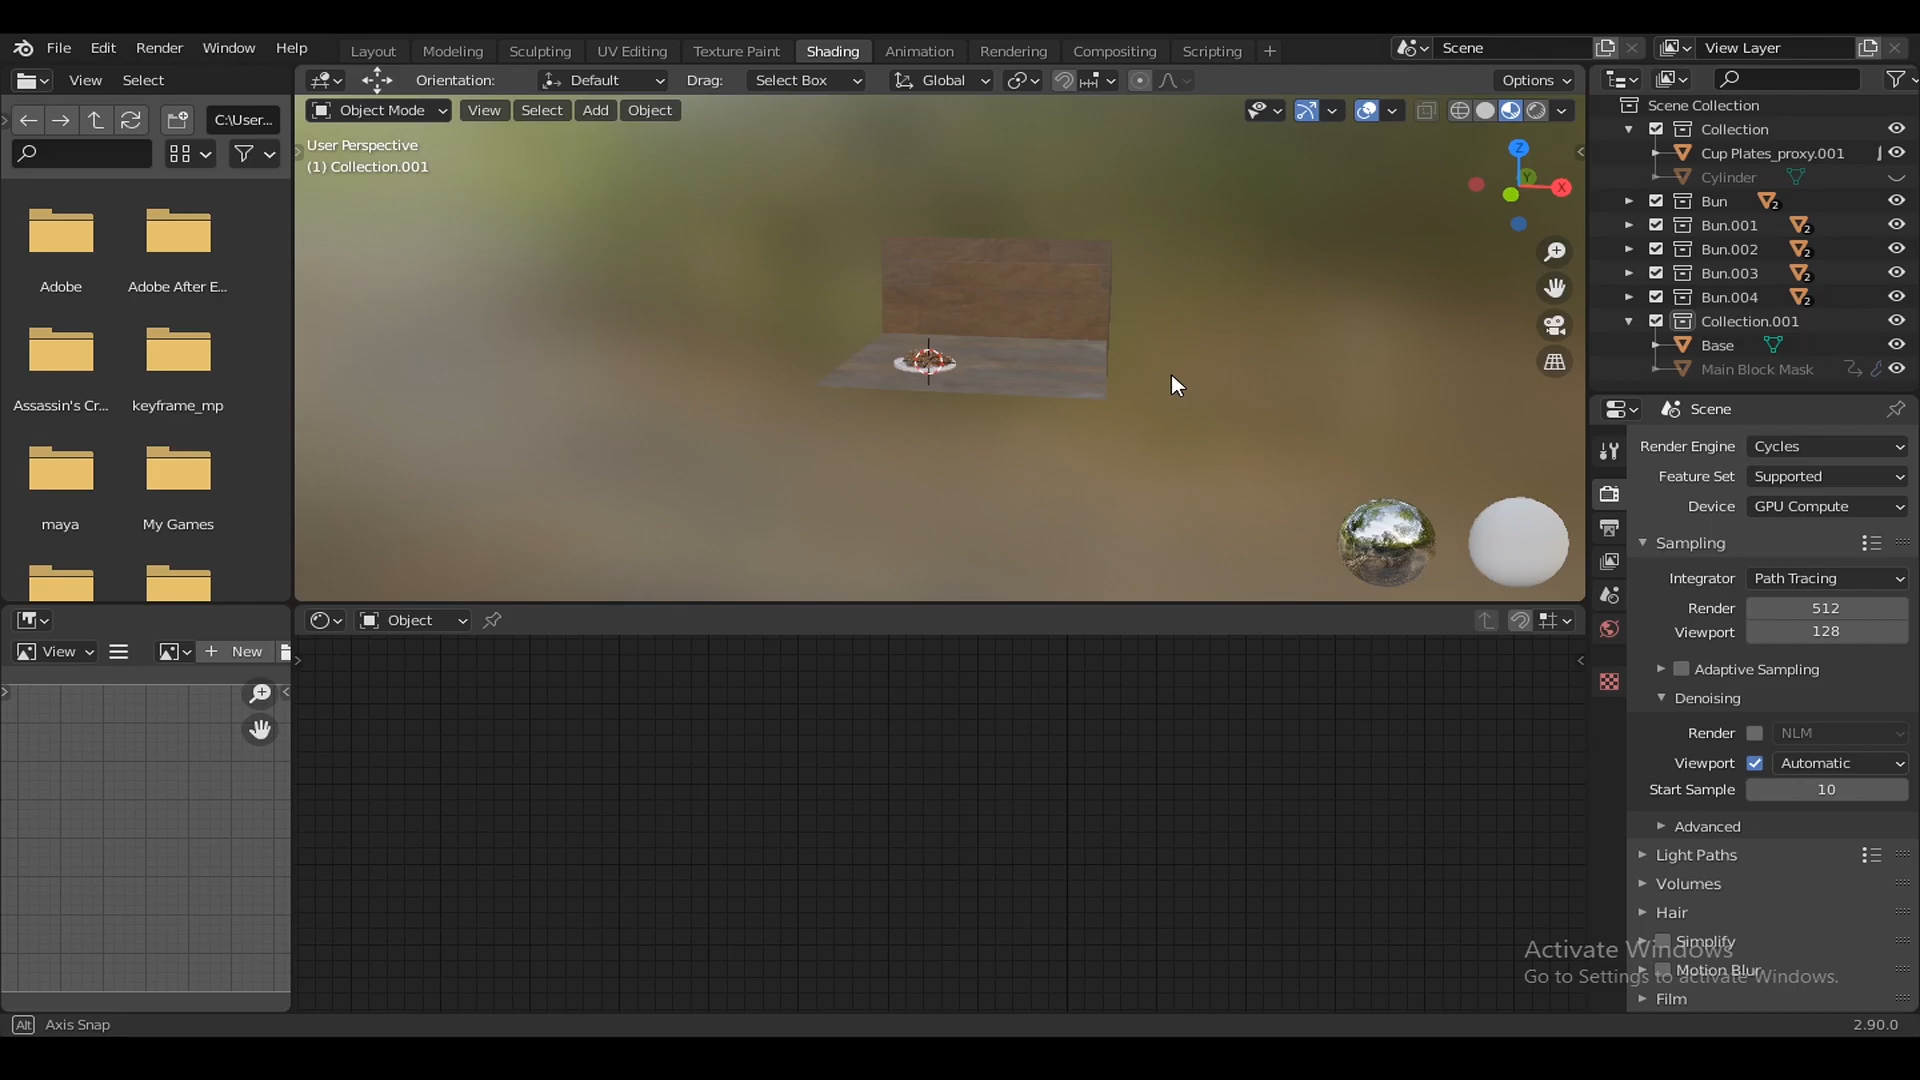 File Edit Render Window Help Layout Modeling Sculpting UV Editing Texture Paint Shading Animation Rendering Compositing Scripting + Scene View Layer
View Select Orientation: Default Drag: Select Box Global Options
C:\User... Object Mode View Select Add Object
User Perspective
(1) Collection.001
Z
Y
X
Adobe Adobe After E...
Assassin's Cr... keyframe_mp
maya My Games
Scene Collection
Collection
Cup Plates_proxy.001
Cylinder
Bun 2
Bun.001 2
Bun.002 2
Bun.003 2
Bun.004 2
Collection.001
Base
Main Block Mask
Scene
Render Engine Cycles
Feature Set Supported
Device GPU Compute
Sampling
Integrator Path Tracing
Render 512
Viewport 128
Adaptive Sampling
Denoising
Render NLM
Viewport Automatic
Start Sample 10
Advanced
Light Paths
Volumes
Hair
Simplify
Motion Blur
Film
Object
View + New
Activate Windows
Go to Settings to activate Windows.
Alt Axis Snap
2.90.0